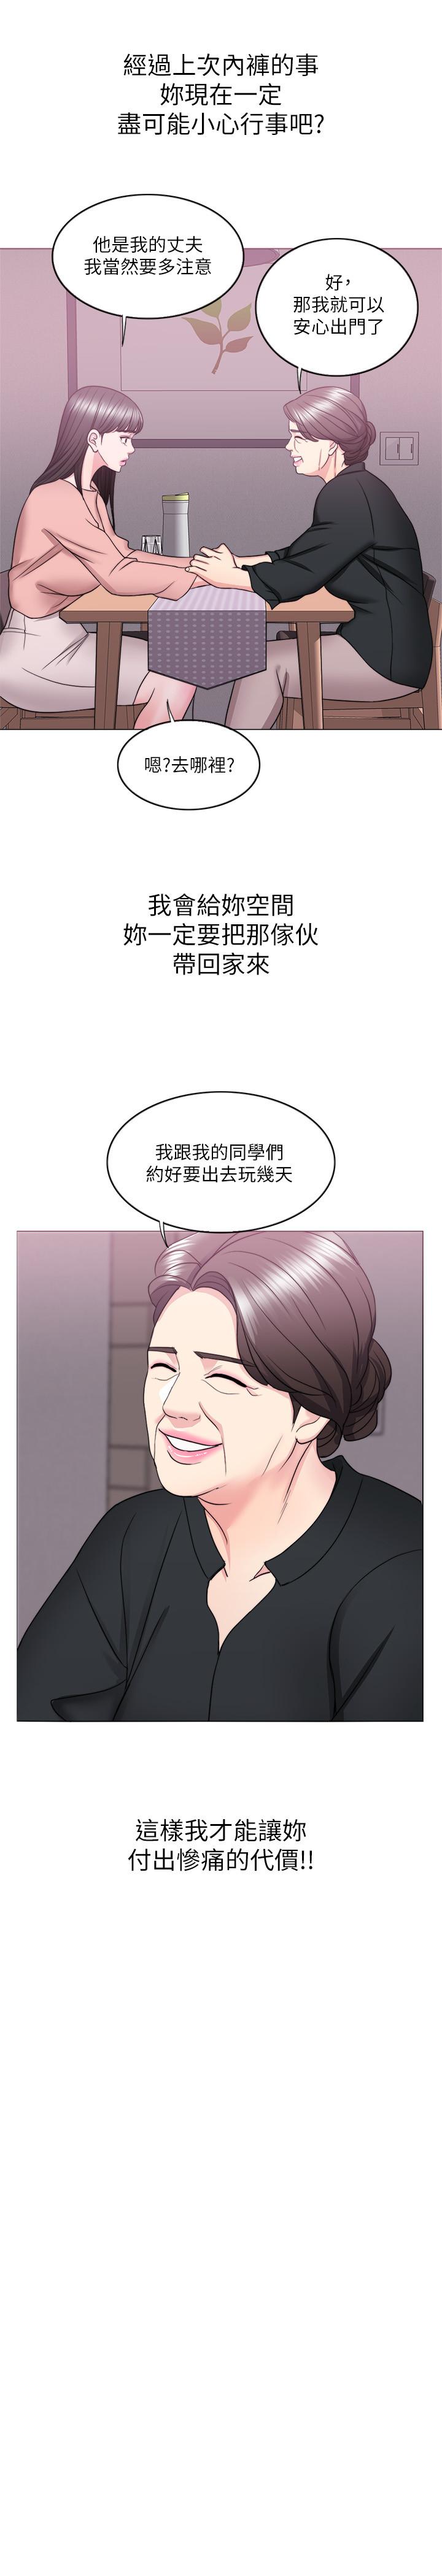 經過上次內褲的事
妳現在一定
盡可能小心行事吧?
他是我的丈夫
我當然要多注意
好,
那我就可以
安心出門了
嗯?去哪裡?
我會給妳空間
妳一定要把那傢伙
帶回家來
我跟我的同學們
約好要出去玩幾天
這樣我才能讓妳
付出慘痛的代價!!